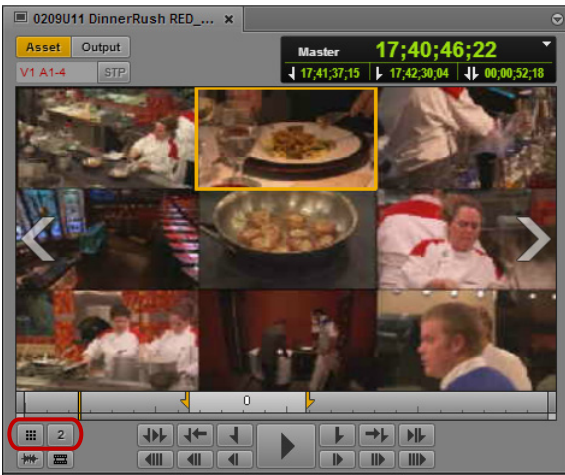 0209U11 DinnerRush RED_... x
Asset Output
Master 17;40;46;22
V1 A1-4 STP
17;41;37;15 17;42;30;04 00;00;52;18
0
2